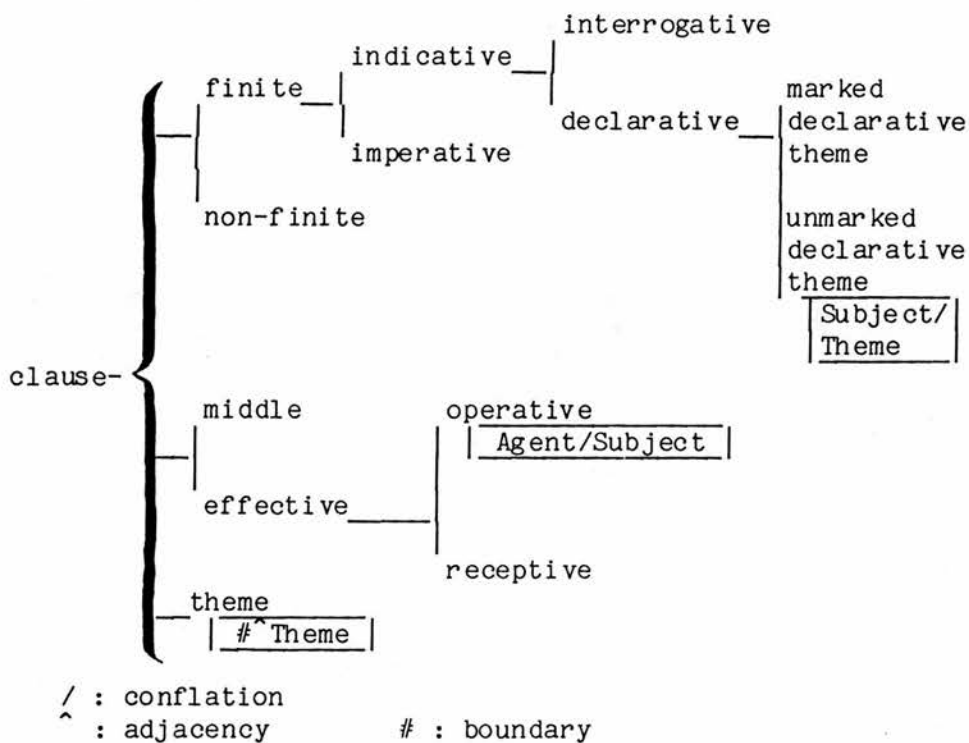 interrogative
indicative
finite
marked
declarative
declarative
theme
imperative
non-finite
unmarked
declarative
theme
Subject/
Theme
clause-
middle
operative
Agent/Subject
effective
receptive
theme
#^Theme
/ : conflation
^ : adjacency # : boundary